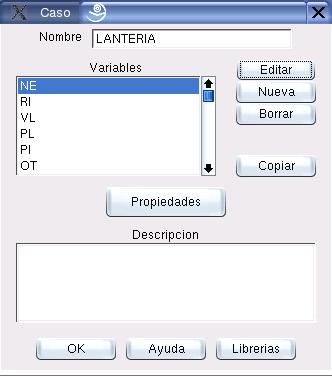 Caso
Nombre LANTERIA
Variables
NE
RI
VL
PL
PI
OT
Editar
Nueva
Borrar
Copiar
Propiedades
Descripcion
OK Ayuda Librerias